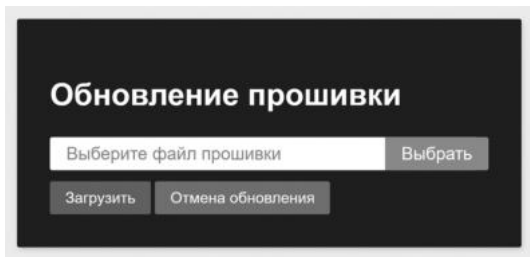 Обновление прошивки
Выберите файл прошивки Выбрать
Загрузить Отмена обновления